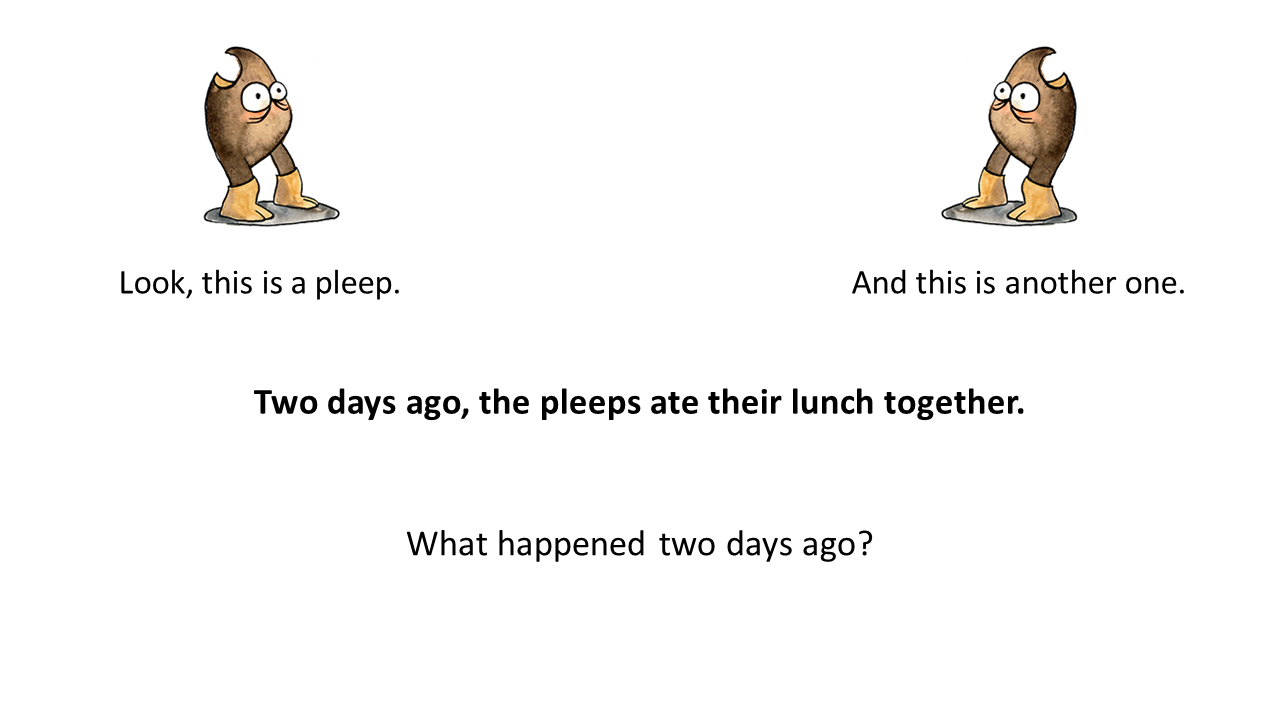 Look, this is a pleep.
And this is another one.
Two days ago, the pleeps ate their lunch together.
What happened two days ago?